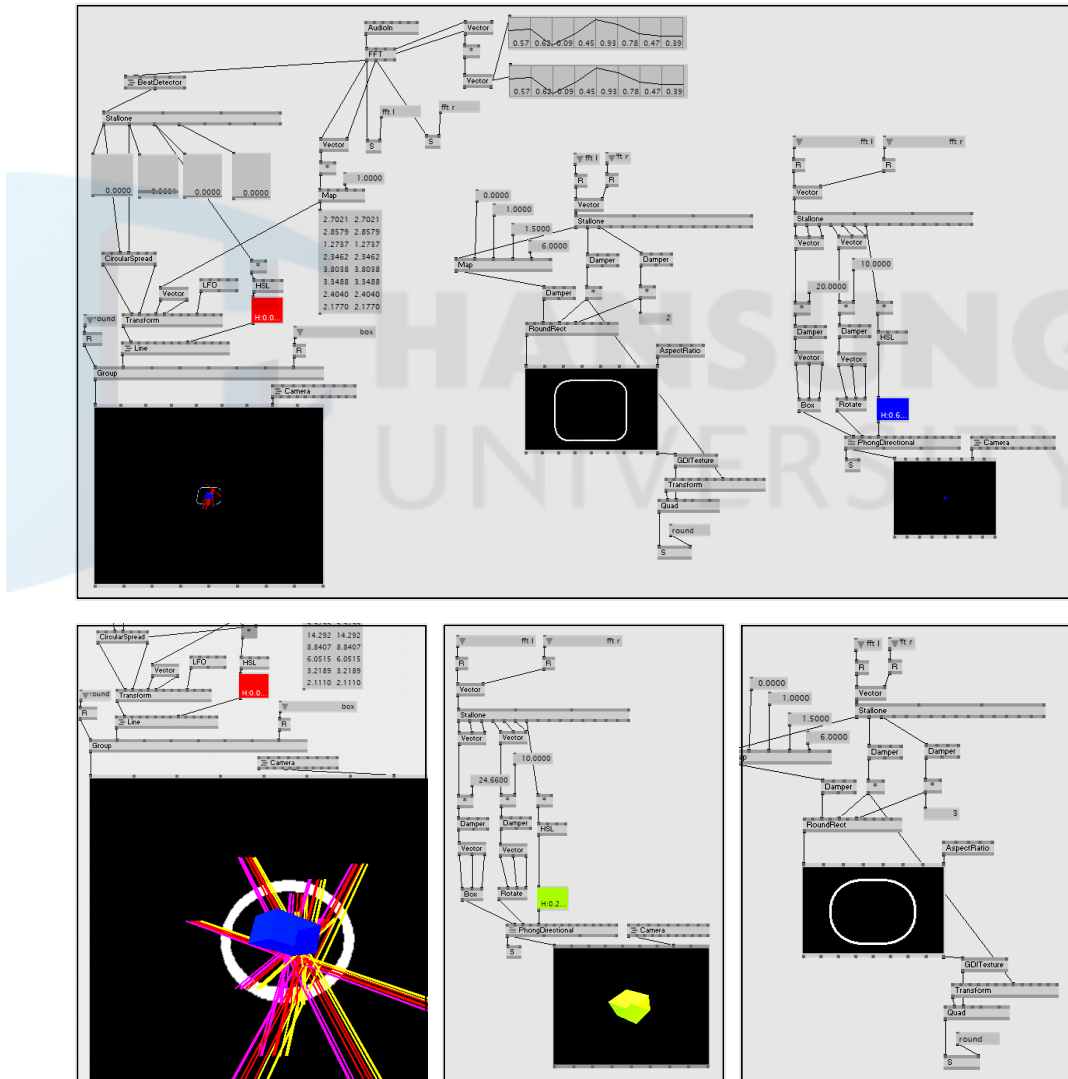 AudioIn
FFT
Vector
*
Vector
0.57 0.62 0.09 0.45 0.93 0.78 0.47 0.39
0.57 0.62 0.09 0.45 0.93 0.78 0.47 0.39
BeatDetector
Stallone
0.0000 0.0000 0.0000
fft l
fft r
S
S
Vector
*
Map
1.0000
2.7021 2.7021
2.8579 2.8579
1.2737 1.2737
2.3462 2.3462
3.8038 3.8038
3.3488 3.3488
2.4040 2.4040
2.1770 2.1770
CircularSpread
*
Vector
LFO
HSL
H:0.0...
round
R
Transform
Line
box
R
Group
Camera
fft l
fft r
R
R
Vector
Stallone
0.0000
1.0000
1.5000
6.0000
Map
Damper
Damper
Damper
*
*
2
RoundRect
AspectRatio
GDITexture
Transform
Quad
round
S
fft l
fft r
R
R
Vector
Stallone
Vector
Vector
10.0000
20.0000
*
*
*
Damper
Damper
HSL
Vector
Vector
Box
Rotate
H:0.6...
PhongDirectional
Camera
S
HANSUNG
UNIVERSITY
CircularSpread
*
14.292 14.292
8.8407 8.8407
6.0515 6.0515
3.2189 3.2189
2.1110 2.1110
Vector
LFO
HSL
H:0.0...
round
R
Transform
Line
box
R
Group
Camera
fft l
fft r
R
R
Vector
Stallone
Vector
Vector
10.0000
24.6600
*
*
*
Damper
Damper
HSL
Vector
Vector
Box
Rotate
H:0.2...
PhongDirectional
Camera
S
fft l
fft r
R
R
Vector
Stallone
0.0000
1.0000
1.5000
6.0000
ap
Damper
Damper
Damper
*
*
3
RoundRect
AspectRatio
GDITexture
Transform
Quad
round
S